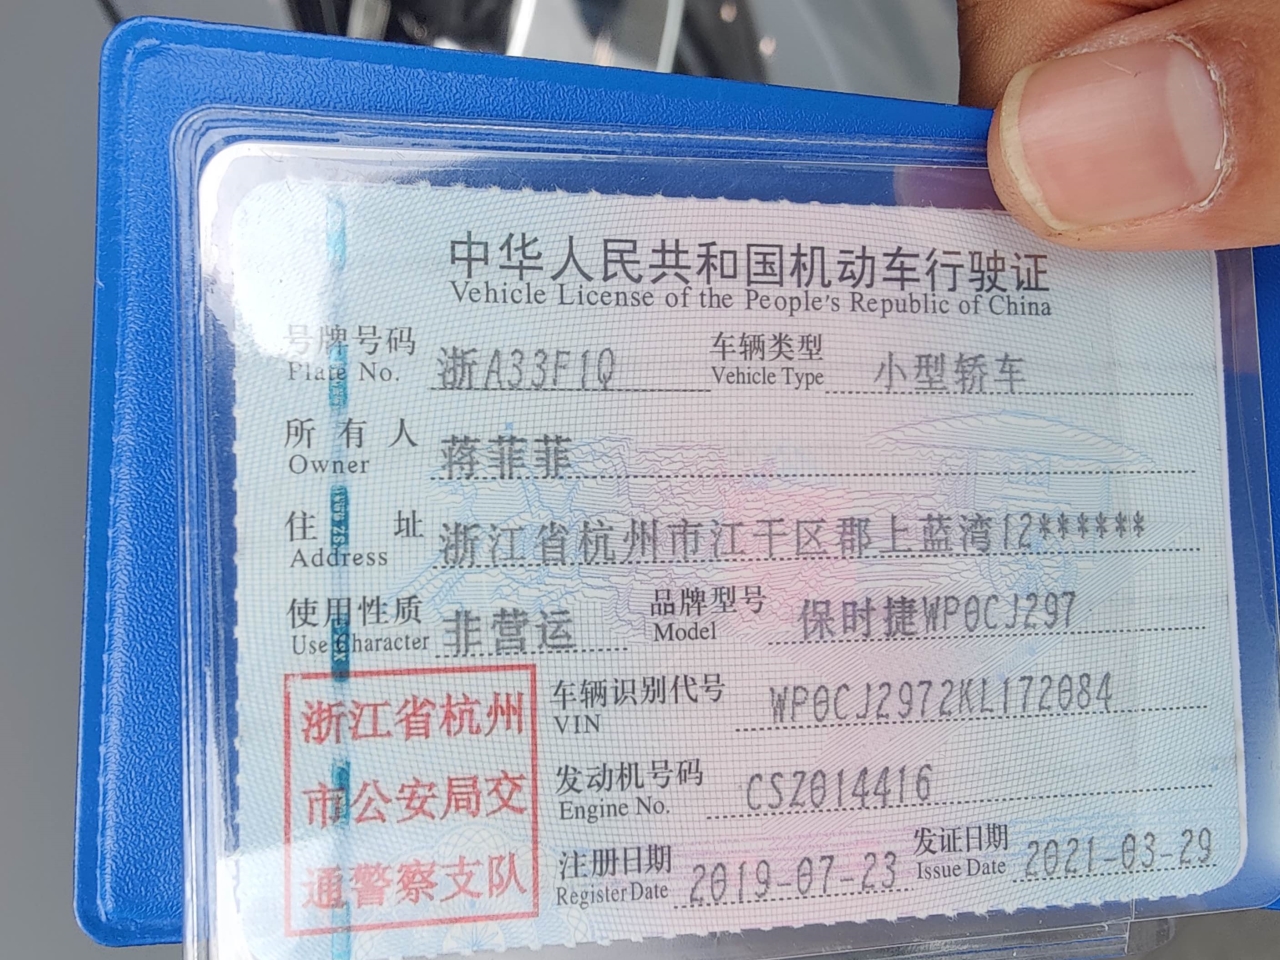 中华人民共和国机动车行驶证
Vehicle License of the People's Republic of China
号牌号码 浙A33F1Q 车辆类型 小型轿车
Plate No. Vehicle Type
所有人 蒋菲菲
Owner
住址 浙江省杭州市江干区郡上蓝湾12******
Address
使用性质 非营运 品牌型号 保时捷WP0CJ297
Use Character Model
浙江省杭州
市公安局交
通警察支队
车辆识别代号 WP0CJ2972KL172084
VIN
发动机号码 CSZ014416
Engine No.
注册日期 2019-07-23 发证日期 2021-03-29
Register Date Issue Date